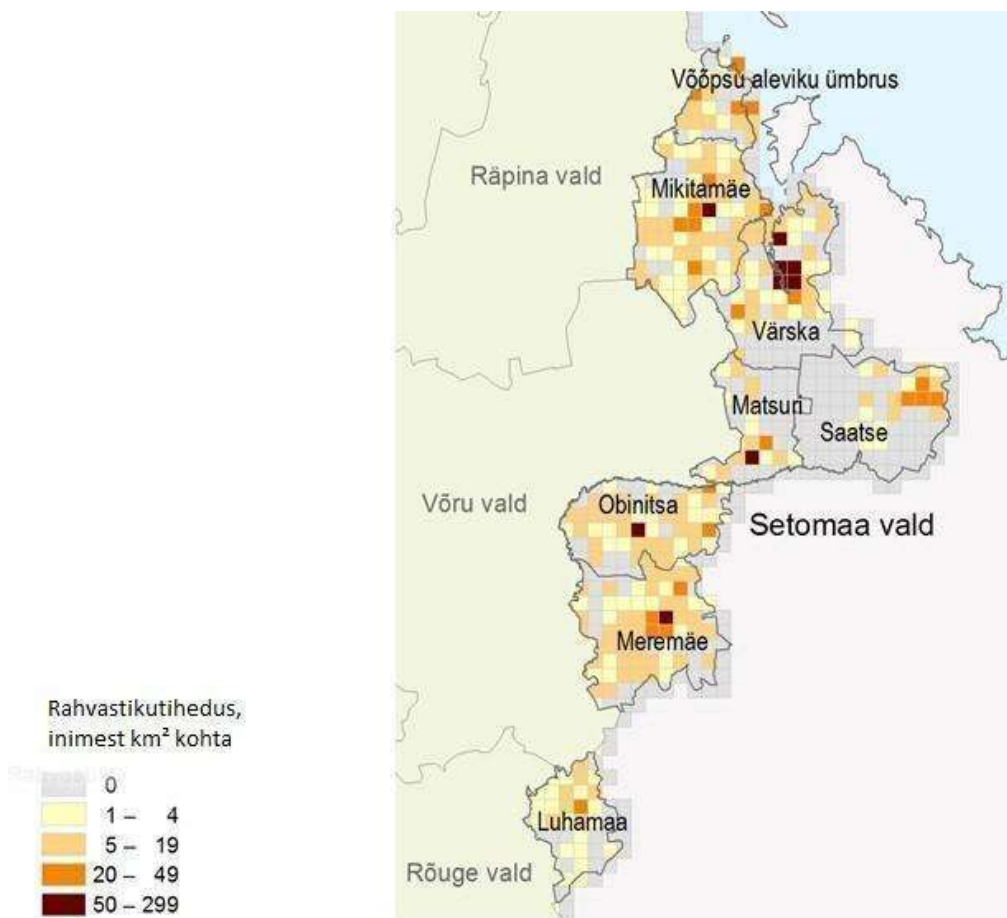 Võõpsu aleviku ümbrus
Räpina vald
Mikitamäe
Värska
Matsuri
Saatse
Võru vald
Obinitsa
Setomaa vald
Meremäe
Luhamaa
Rõuge vald
Rahvastikutihedus,
inimest km² kohta
0
1 – 4
5 – 19
20 – 49
50 – 299